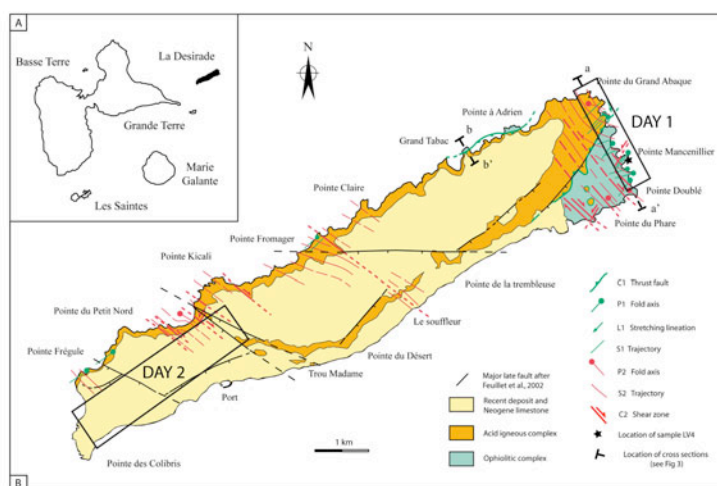 A
Basse Terre
La Desirade
Grande Terre
Marie
Galante
Les Saintes
N
a
Pointe du Grand Abaque
DAY 1
Pointe à Adrien
b
Grand Tabac
b'
Pointe Mancenillier
Pointe Doublé
a'
Pointe du Phare
Pointe Claire
Pointe Fromager
Pointe Kicali
Pointe de la trembleuse
Pointe du Petit Nord
Le souffleur
Pointe Frégule
Pointe du Désert
DAY 2
Trou Madame
Port
Pointe des Colibris
1 km
Major late fault after
Feuillet et al., 2002
Recent deposit and
Neogene limestone
Acid igneous complex
Ophiolitic complex
C1 Thrust fault
P1 Fold axis
L1 Stretching lineation
S1 Trajectory
P2 Fold axis
S2 Trajectory
C2 Shear zone
Location of sample LV4
Location of cross sections
(see Fig 3)
B